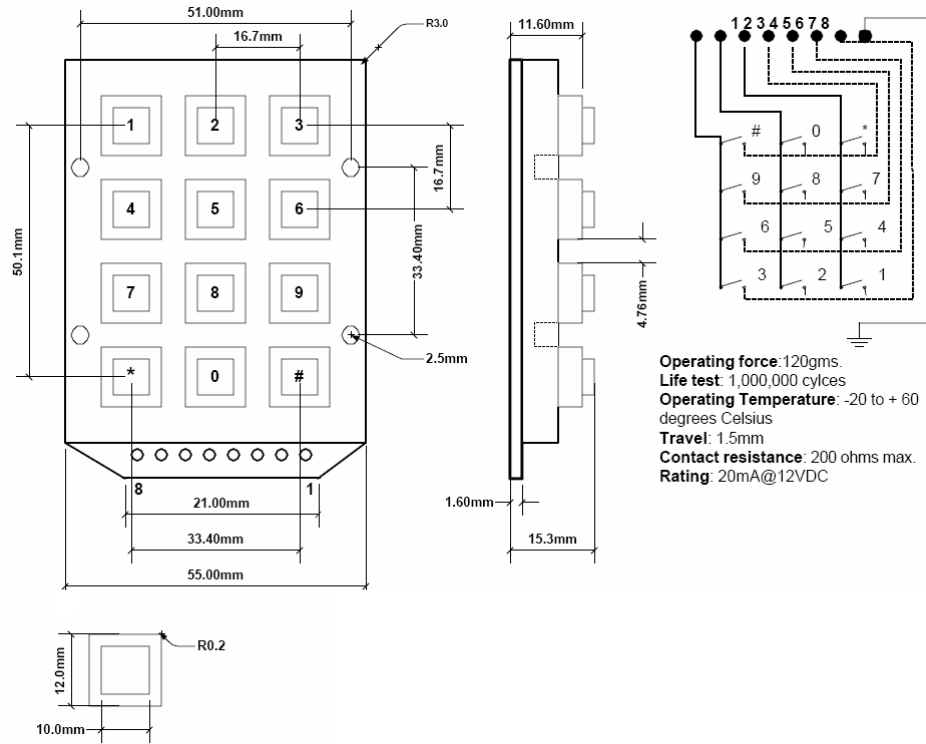 51.00mm
16.7mm
R3.0
1 2 3
4 5 6
7 8 9
* 0 #
50.1mm
16.7mm
33.40mm
2.5mm
8 1
21.00mm
33.40mm
55.00mm
11.60mm
4.76mm
1.60mm
15.3mm
1 2 3 4 5 6 7 8
# 0 *
9 8 7
6 5 4
3 2 1
Operating force:120gms.
Life test: 1,000,000 cylces
Operating Temperature: -20 to + 60
degrees Celsius
Travel: 1.5mm
Contact resistance: 200 ohms max.
Rating: 20mA@12VDC
R0.2
12.0mm
10.0mm